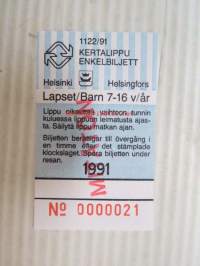 1122/91
KERTALIPPU
ENKELBILJETT
Helsinki Helsingfors
Lapset/Barn 7-16 v/år
Lippu oikeuttaa vaihtoon tunnin
kuluessa lipputin leimatusta ajas-
ta. Säilytä lippu matkan ajan.
Biljetten berättigar till övergång i
en timme efter det stämplade
klockslaget. Spara biljetten under
resan.
1991
No 0000021